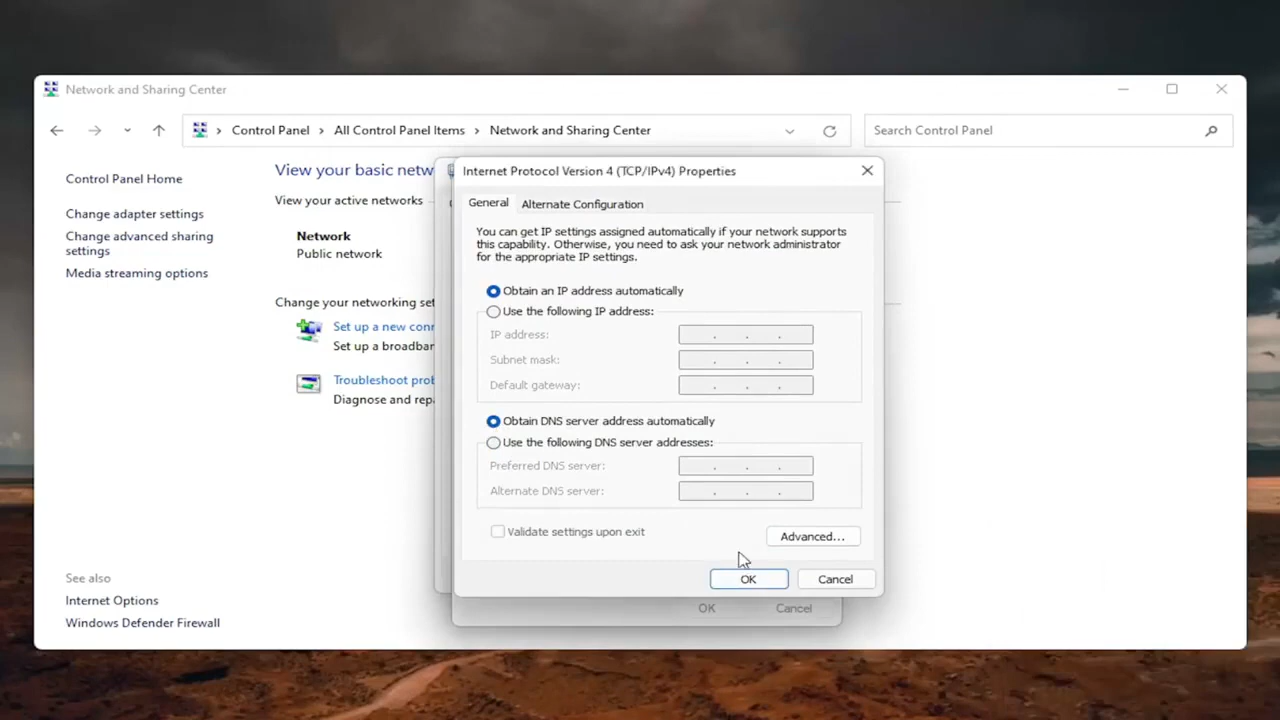 Network and Sharing Center
Control Panel › All Control Panel Items › Network and Sharing Center
Search Control Panel
Control Panel Home
Change adapter settings
Change advanced sharing
settings
Media streaming options
See also
Internet Options
Windows Defender Firewall
View your basic netw
View your active networks
Network
Public network
Change your networking set
Set up a new conn
Set up a broadbar
Troubleshoot prob
Diagnose and repa
Internet Protocol Version 4 (TCP/IPv4) Properties
General
Alternate Configuration
You can get IP settings assigned automatically if your network supports
this capability. Otherwise, you need to ask your network administrator
for the appropriate IP settings.
Obtain an IP address automatically
Use the following IP address:
IP address:
Subnet mask:
Default gateway:
Obtain DNS server address automatically
Use the following DNS server addresses:
Preferred DNS server:
Alternate DNS server:
Validate settings upon exit
Advanced...
OK
Cancel
OK
Cancel